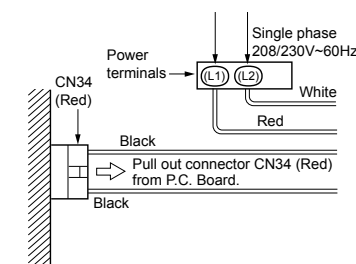 Single phase
208/230V~60Hz
Power
terminals
(L1) (L2)
CN34
(Red)
White
Red
Black
Pull out connector CN34 (Red)
from P.C. Board.
Black